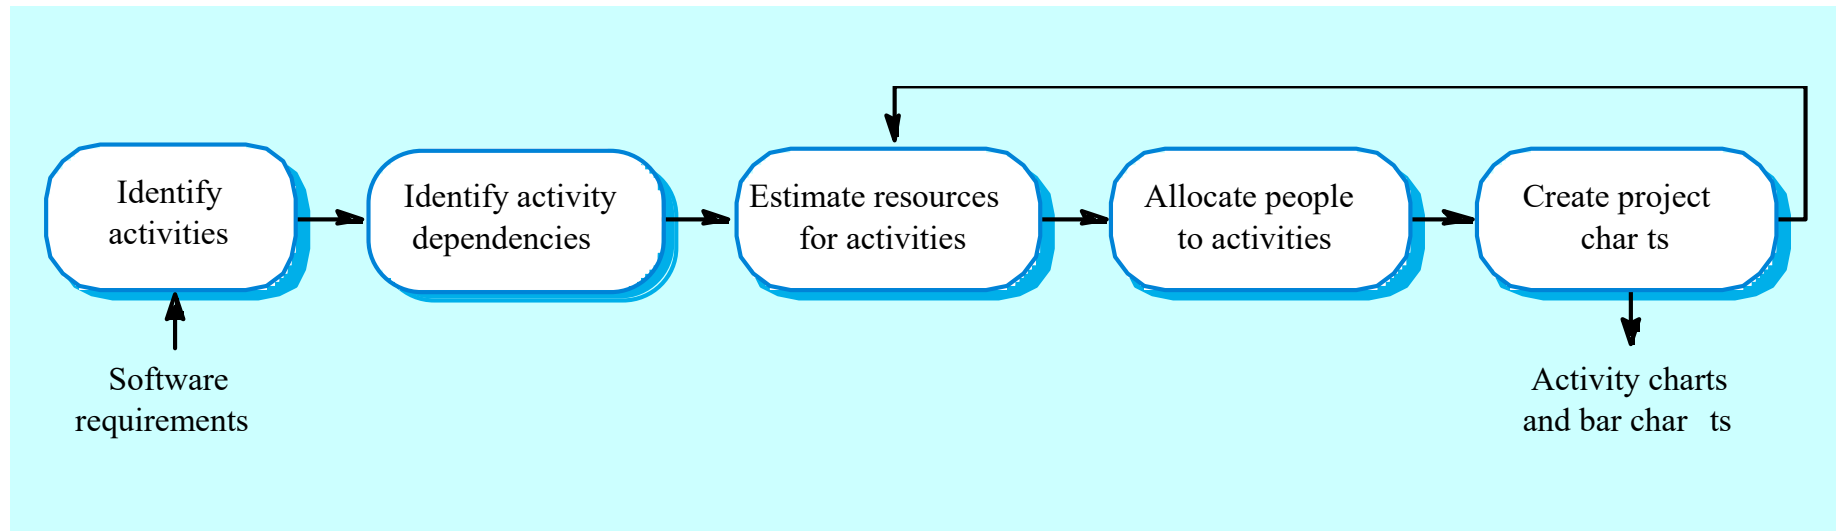 Identify
activities
Identify activity
dependencies
Estimate resources
for activities
Allocate people
to activities
Create project
char ts
Software
requirements
Activity charts
and bar char ts